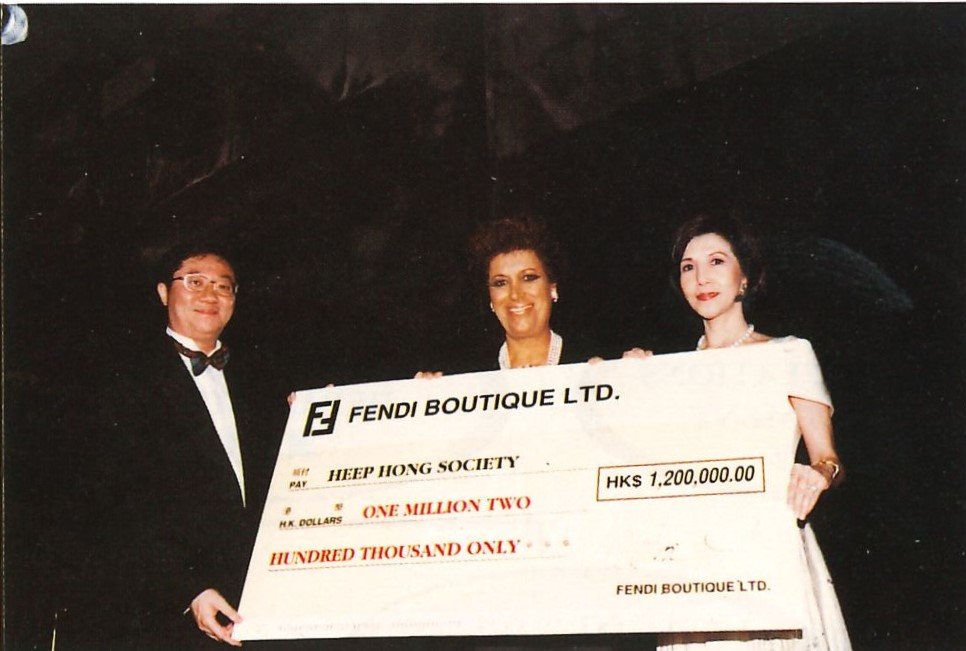 FENDI BOUTIQUE LTD.
PAY HEEP HONG SOCIETY
HK$ 1,200,000.00
H.K. DOLLARS ONE MILLION TWO
HUNDRED THOUSAND ONLY
FENDI BOUTIQUE LTD.